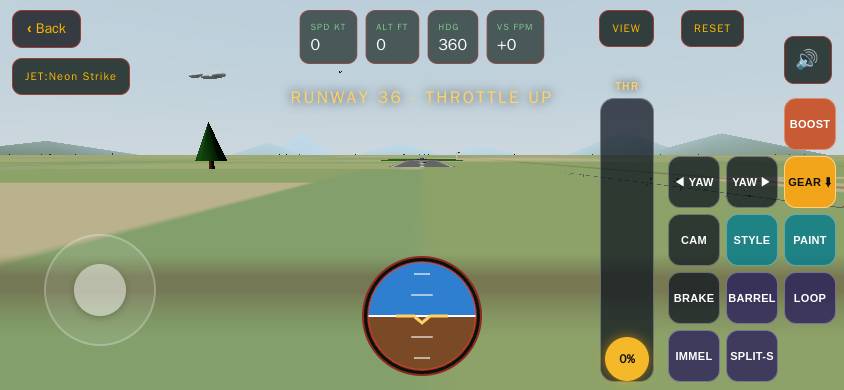 ‹ Back
JET:Neon Strike
SPD KT
0
ALT FT
0
HDG
360
VS FPM
+0
VIEW
RESET
RUNWAY 36 · THROTTLE UP
THR
0%
BOOST
◀ YAW
YAW ▶
GEAR ⬇
CAM
STYLE
PAINT
BRAKE
BARREL
LOOP
IMMEL
SPLIT-S